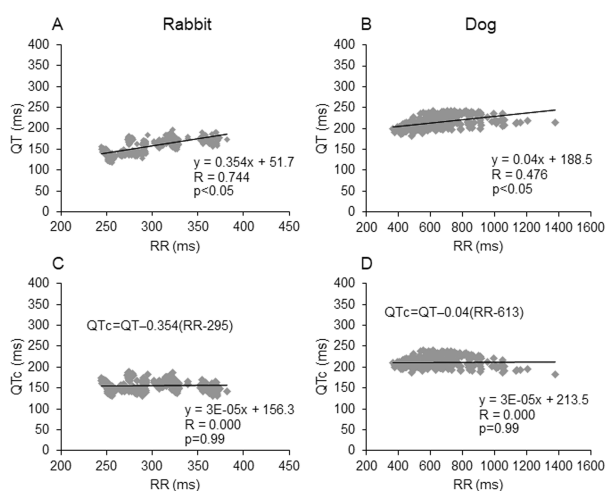 A Rabbit
B Dog
400
350
300
250
200
150
100
50
0
QT (ms)
y = 0.354x + 51.7
R = 0.744
p<0.05
200 250 300 350 400 450
RR (ms)
400
350
300
250
200
150
100
50
0
QT (ms)
y = 0.04x + 188.5
R = 0.476
p<0.05
200 400 600 800 1000 1200 1400 1600
RR (ms)
C
400
350
300
250
200
150
100
50
0
QTc (ms)
QTc=QT–0.354(RR-295)
y = 3E-05x + 156.3
R = 0.000
p=0.99
200 250 300 350 400 450
RR (ms)
D
400
350
300
250
200
150
100
50
0
QTc (ms)
QTc=QT–0.04(RR-613)
y = 3E-05x + 213.5
R = 0.000
p=0.99
200 400 600 800 1000 1200 1400 1600
RR (ms)